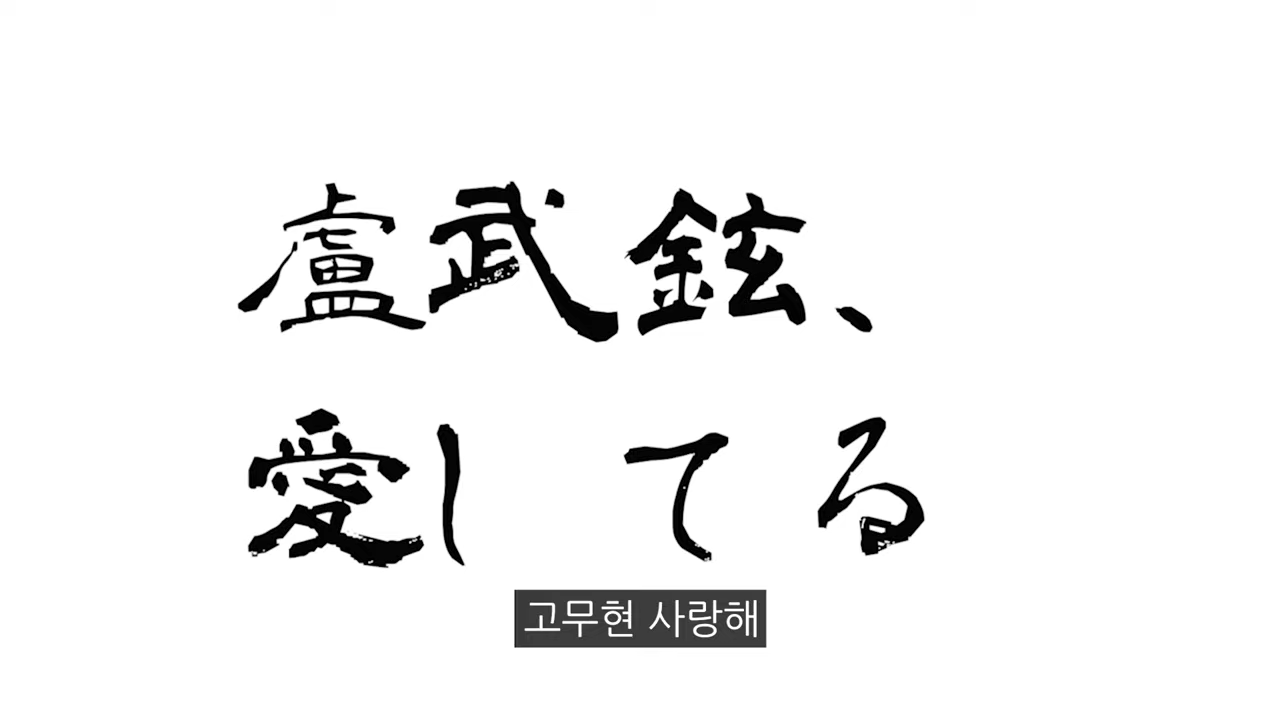 盧武鉉、
愛してる
고무현 사랑해